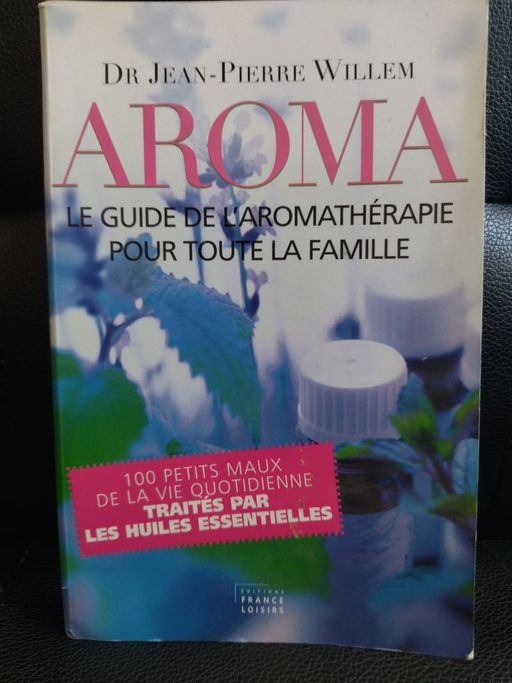 DR JEAN-PIERRE WILLEM
AROMA
LE GUIDE DE L'AROMATHÉRAPIE
POUR TOUTE LA FAMILLE
100 PETITS MAUX
DE LA VIE QUOTIDIENNE
TRAITÉS PAR
LES HUILES ESSENTIELLES
EDITIONS
FRANCE
LOISIRS